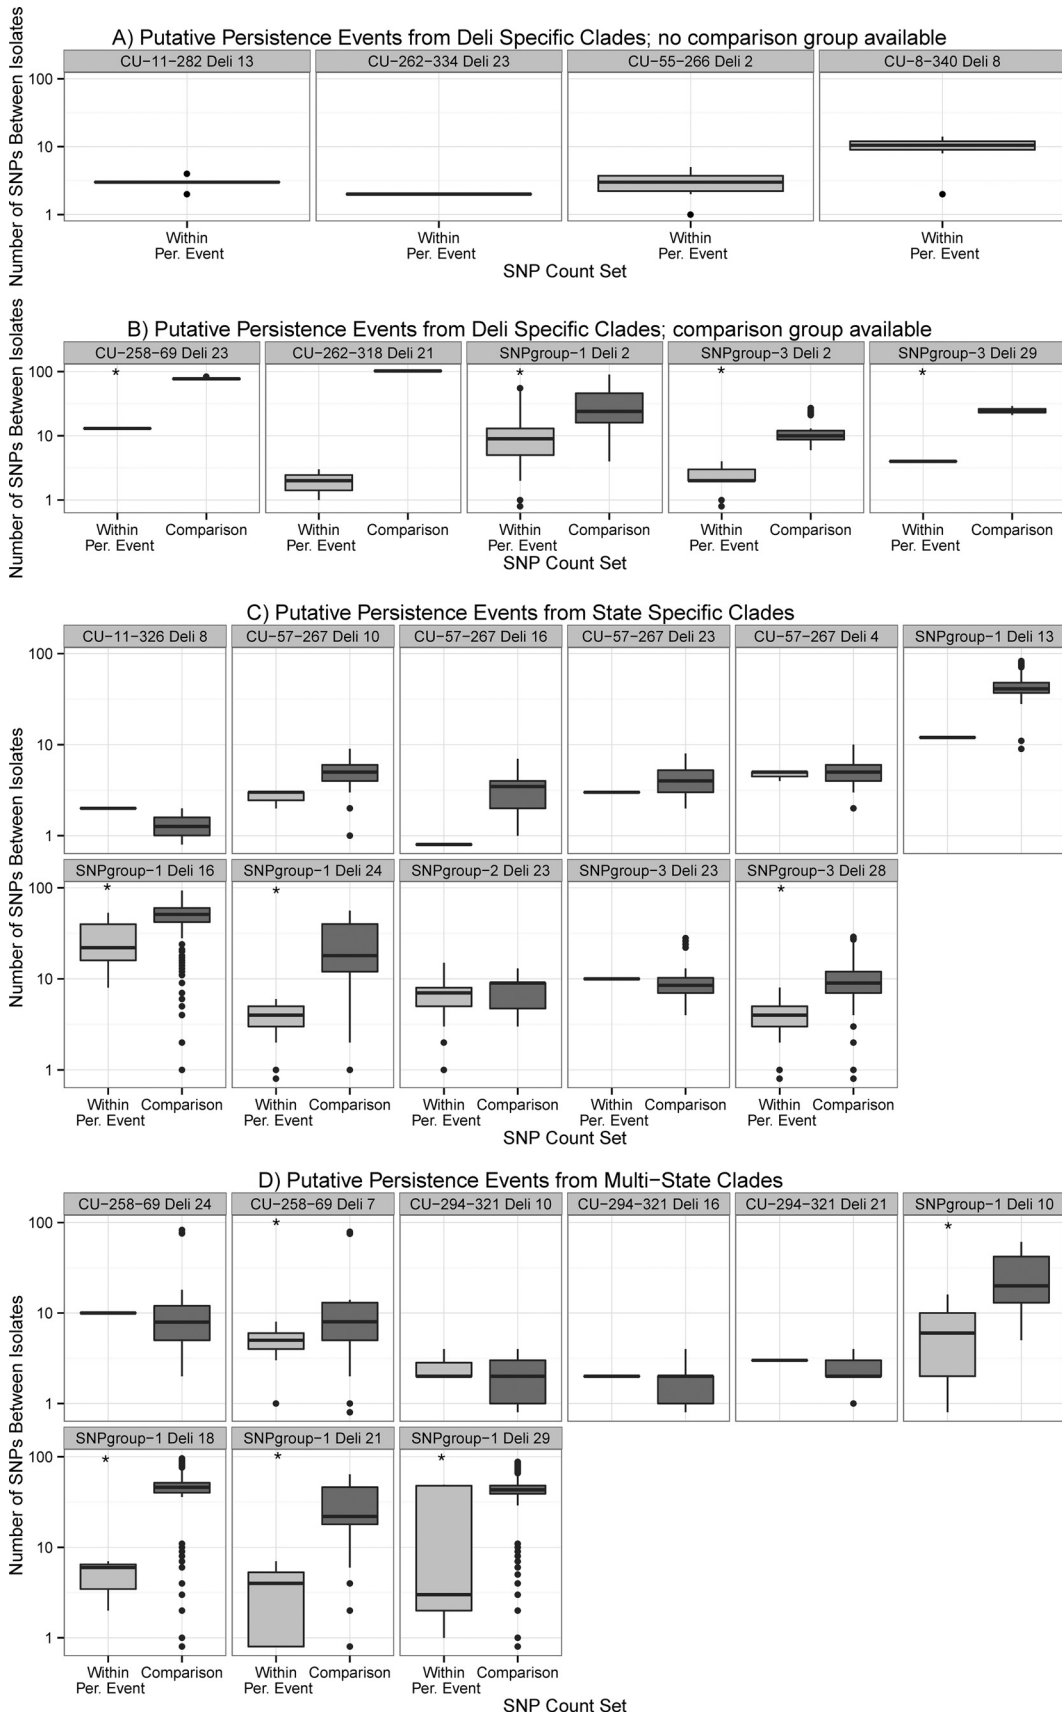 A) Putative Persistence Events from Deli Specific Clades; no comparison group available
CU−11−282 Deli 13 CU−262−334 Deli 23 CU−55−266 Deli 2 CU−8−340 Deli 8
Number of SNPs Between Isolates
100
10
1
Within Within Within Within
Per. Event Per. Event Per. Event Per. Event
SNP Count Set
B) Putative Persistence Events from Deli Specific Clades; comparison group available
CU−258−69 Deli 23 CU−262−318 Deli 21 SNPgroup−1 Deli 2 SNPgroup−3 Deli 2 SNPgroup−3 Deli 29
Number of SNPs Between Isolates
100 * * * *
10
1
Within Comparison Within Comparison Within Comparison Within Comparison Within Comparison
Per. Event Per. Event Per. Event Per. Event Per. Event
SNP Count Set
C) Putative Persistence Events from State Specific Clades
CU−11−326 Deli 8 CU−57−267 Deli 10 CU−57−267 Deli 16 CU−57−267 Deli 23 CU−57−267 Deli 4 SNPgroup−1 Deli 13
Number of SNPs Between Isolates
100
10
1
SNPgroup−1 Deli 16 SNPgroup−1 Deli 24 SNPgroup−2 Deli 23 SNPgroup−3 Deli 23 SNPgroup−3 Deli 28
100 * * *
10
1
Within Comparison Within Comparison Within Comparison Within Comparison Within Comparison
Per. Event Per. Event Per. Event Per. Event Per. Event
SNP Count Set
D) Putative Persistence Events from Multi−State Clades
CU−258−69 Deli 24 CU−258−69 Deli 7 CU−294−321 Deli 10 CU−294−321 Deli 16 CU−294−321 Deli 21 SNPgroup−1 Deli 10
Number of SNPs Between Isolates
100 * *
10
1
SNPgroup−1 Deli 18 SNPgroup−1 Deli 21 SNPgroup−1 Deli 29
100 * * *
10
1
Within Comparison Within Comparison Within Comparison
Per. Event Per. Event Per. Event
SNP Count Set